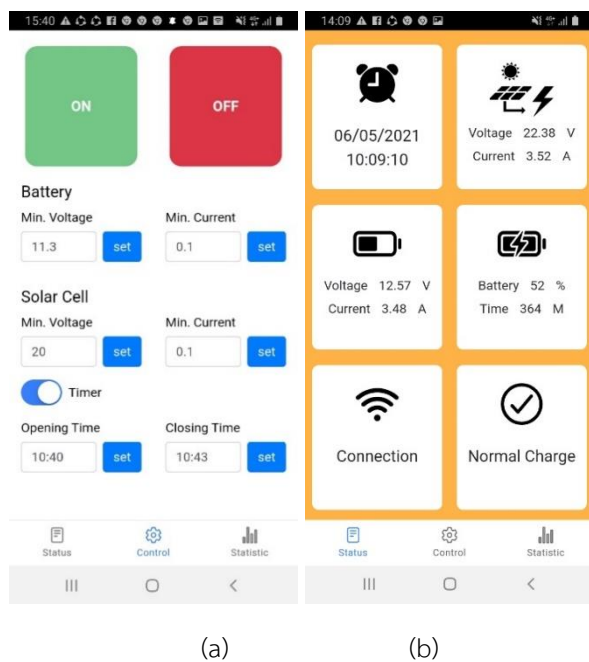 15:40
ON OFF
Battery
Min. Voltage Min. Current
11.3 set 0.1 set
Solar Cell
Min. Voltage Min. Current
20 set 0.1 set
Timer
Opening Time Closing Time
10:40 set 10:43 set
Status Control Statistic
(a)
14:09
06/05/2021
10:09:10
Voltage 22.38 V
Current 3.52 A
Voltage 12.57 V
Current 3.48 A
Battery 52 %
Time 364 M
Connection
Normal Charge
Status Control Statistic
(b)